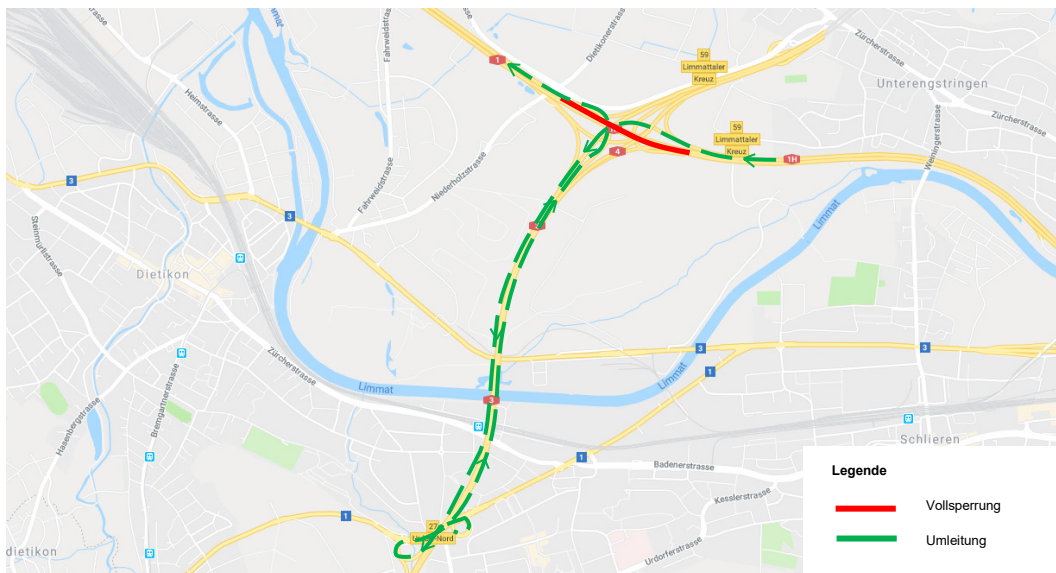 Zürcherstrasse
Dietikonerstrasse
Fahrweidstrasse
59
Limmattaler
Kreuz
1
Unterengstringen
Heimstrasse
Zürcherstrasse
59
Limmattaler
Kreuz
4
1H
Weiningerstrasse
Niederholzstrasse
3
Fahrweidstrasse
Limmat
3
Steinmürlistrasse
Dietikon
3
3
Zürcherstrasse
1
Limmat
Limmat
3
Bremgartnerstrasse
Hasenbergstrasse
Schlieren
1
Badenerstrasse
Legende
Kesslerstrasse
Vollsperrung
1
27
Nord
Urdorferstrasse
Umleitung
dietikon